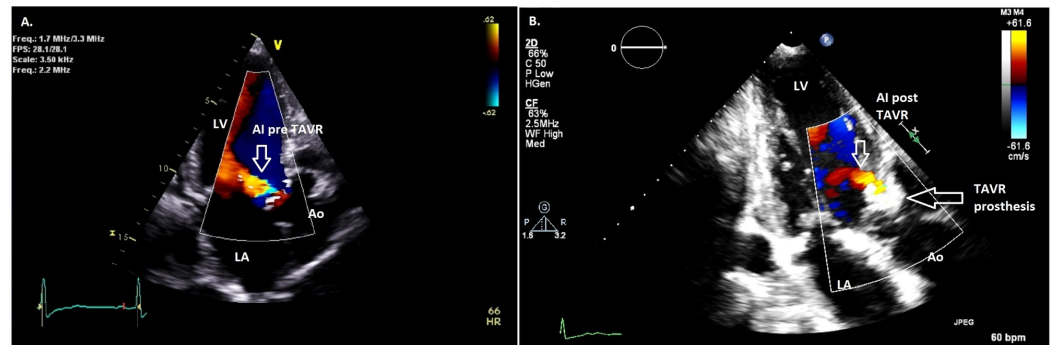 A.
Freq.: 1.7 MHz/3.3 MHz
FPS: 28.1/28.1
Scale: 3.50 kHz
Freq.: 2.2 MHz
V
.62
-.62
5
10
15
LV
AI pre TAVR
Ao
LA
66
HR
B.
2D
66%
C 50
P Low
HGen
CF
63%
2.5MHz
WF High
Med
0
P
M3 M4
+61.6
-61.6
cm/s
LV
AI post
TAVR
x
TAVR
prosthesis
G
P R
1.6 3.2
Ao
LA
JPEG
60 bpm